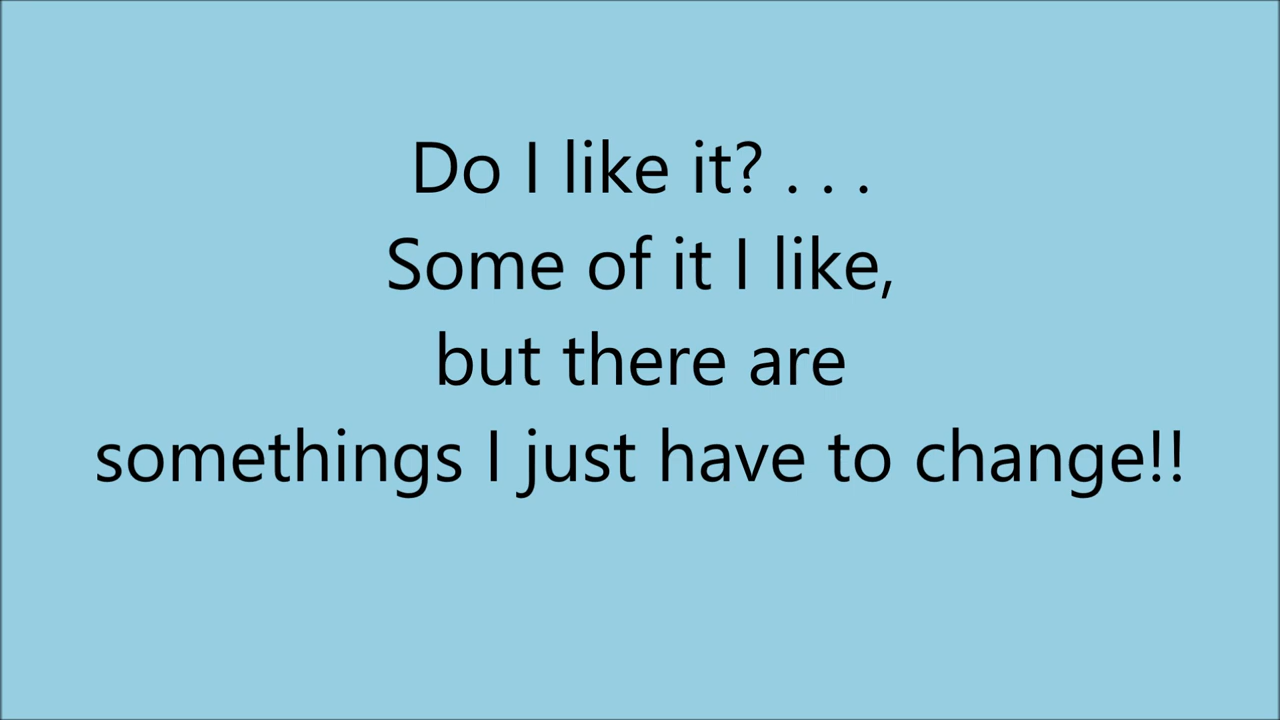 Do I like it? . . .
Some of it I like,
but there are
somethings I just have to change!!